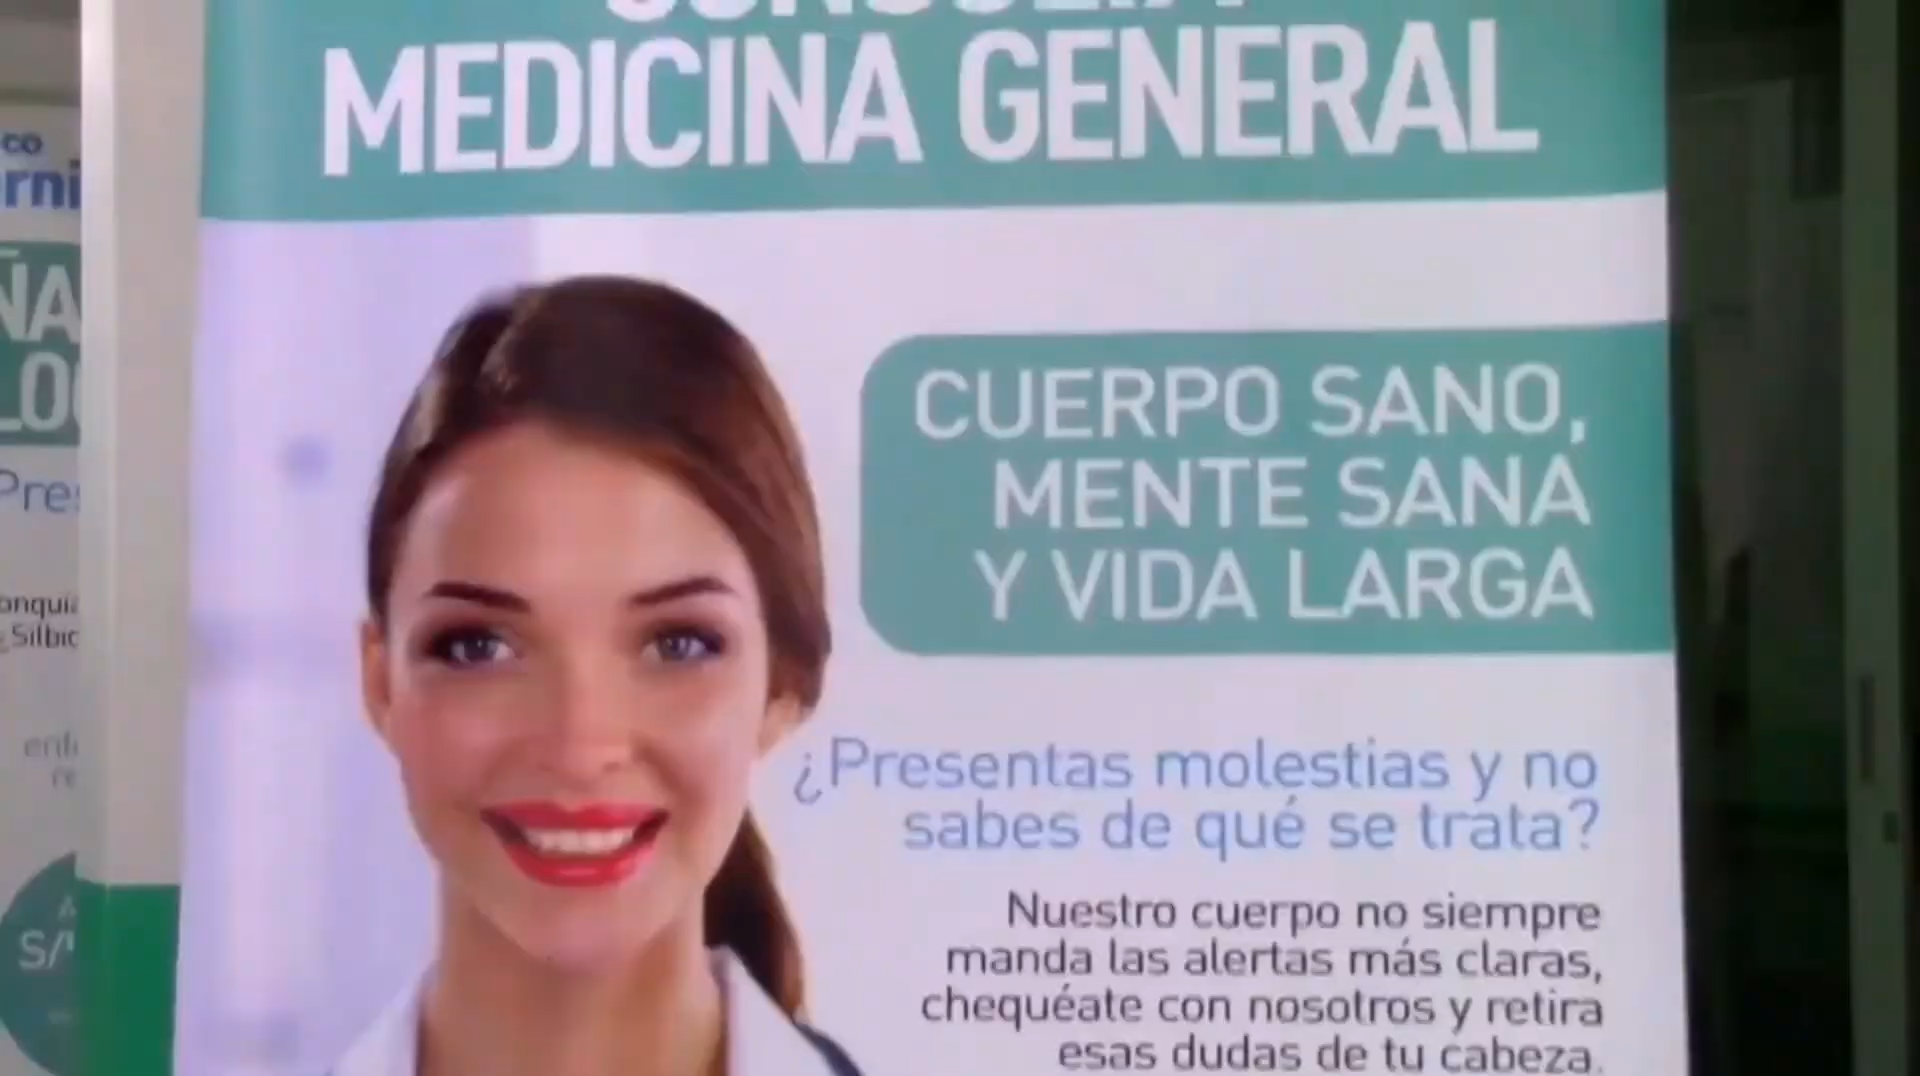 MEDICINA GENERAL
CUERPO SANO,
MENTE SANA
Y VIDA LARGA
¿Presentas molestias y no
sabes de qué se trata?
Nuestro cuerpo no siempre
manda las alertas más claras,
chequéate con nosotros y retira
esas dudas de tu cabeza.